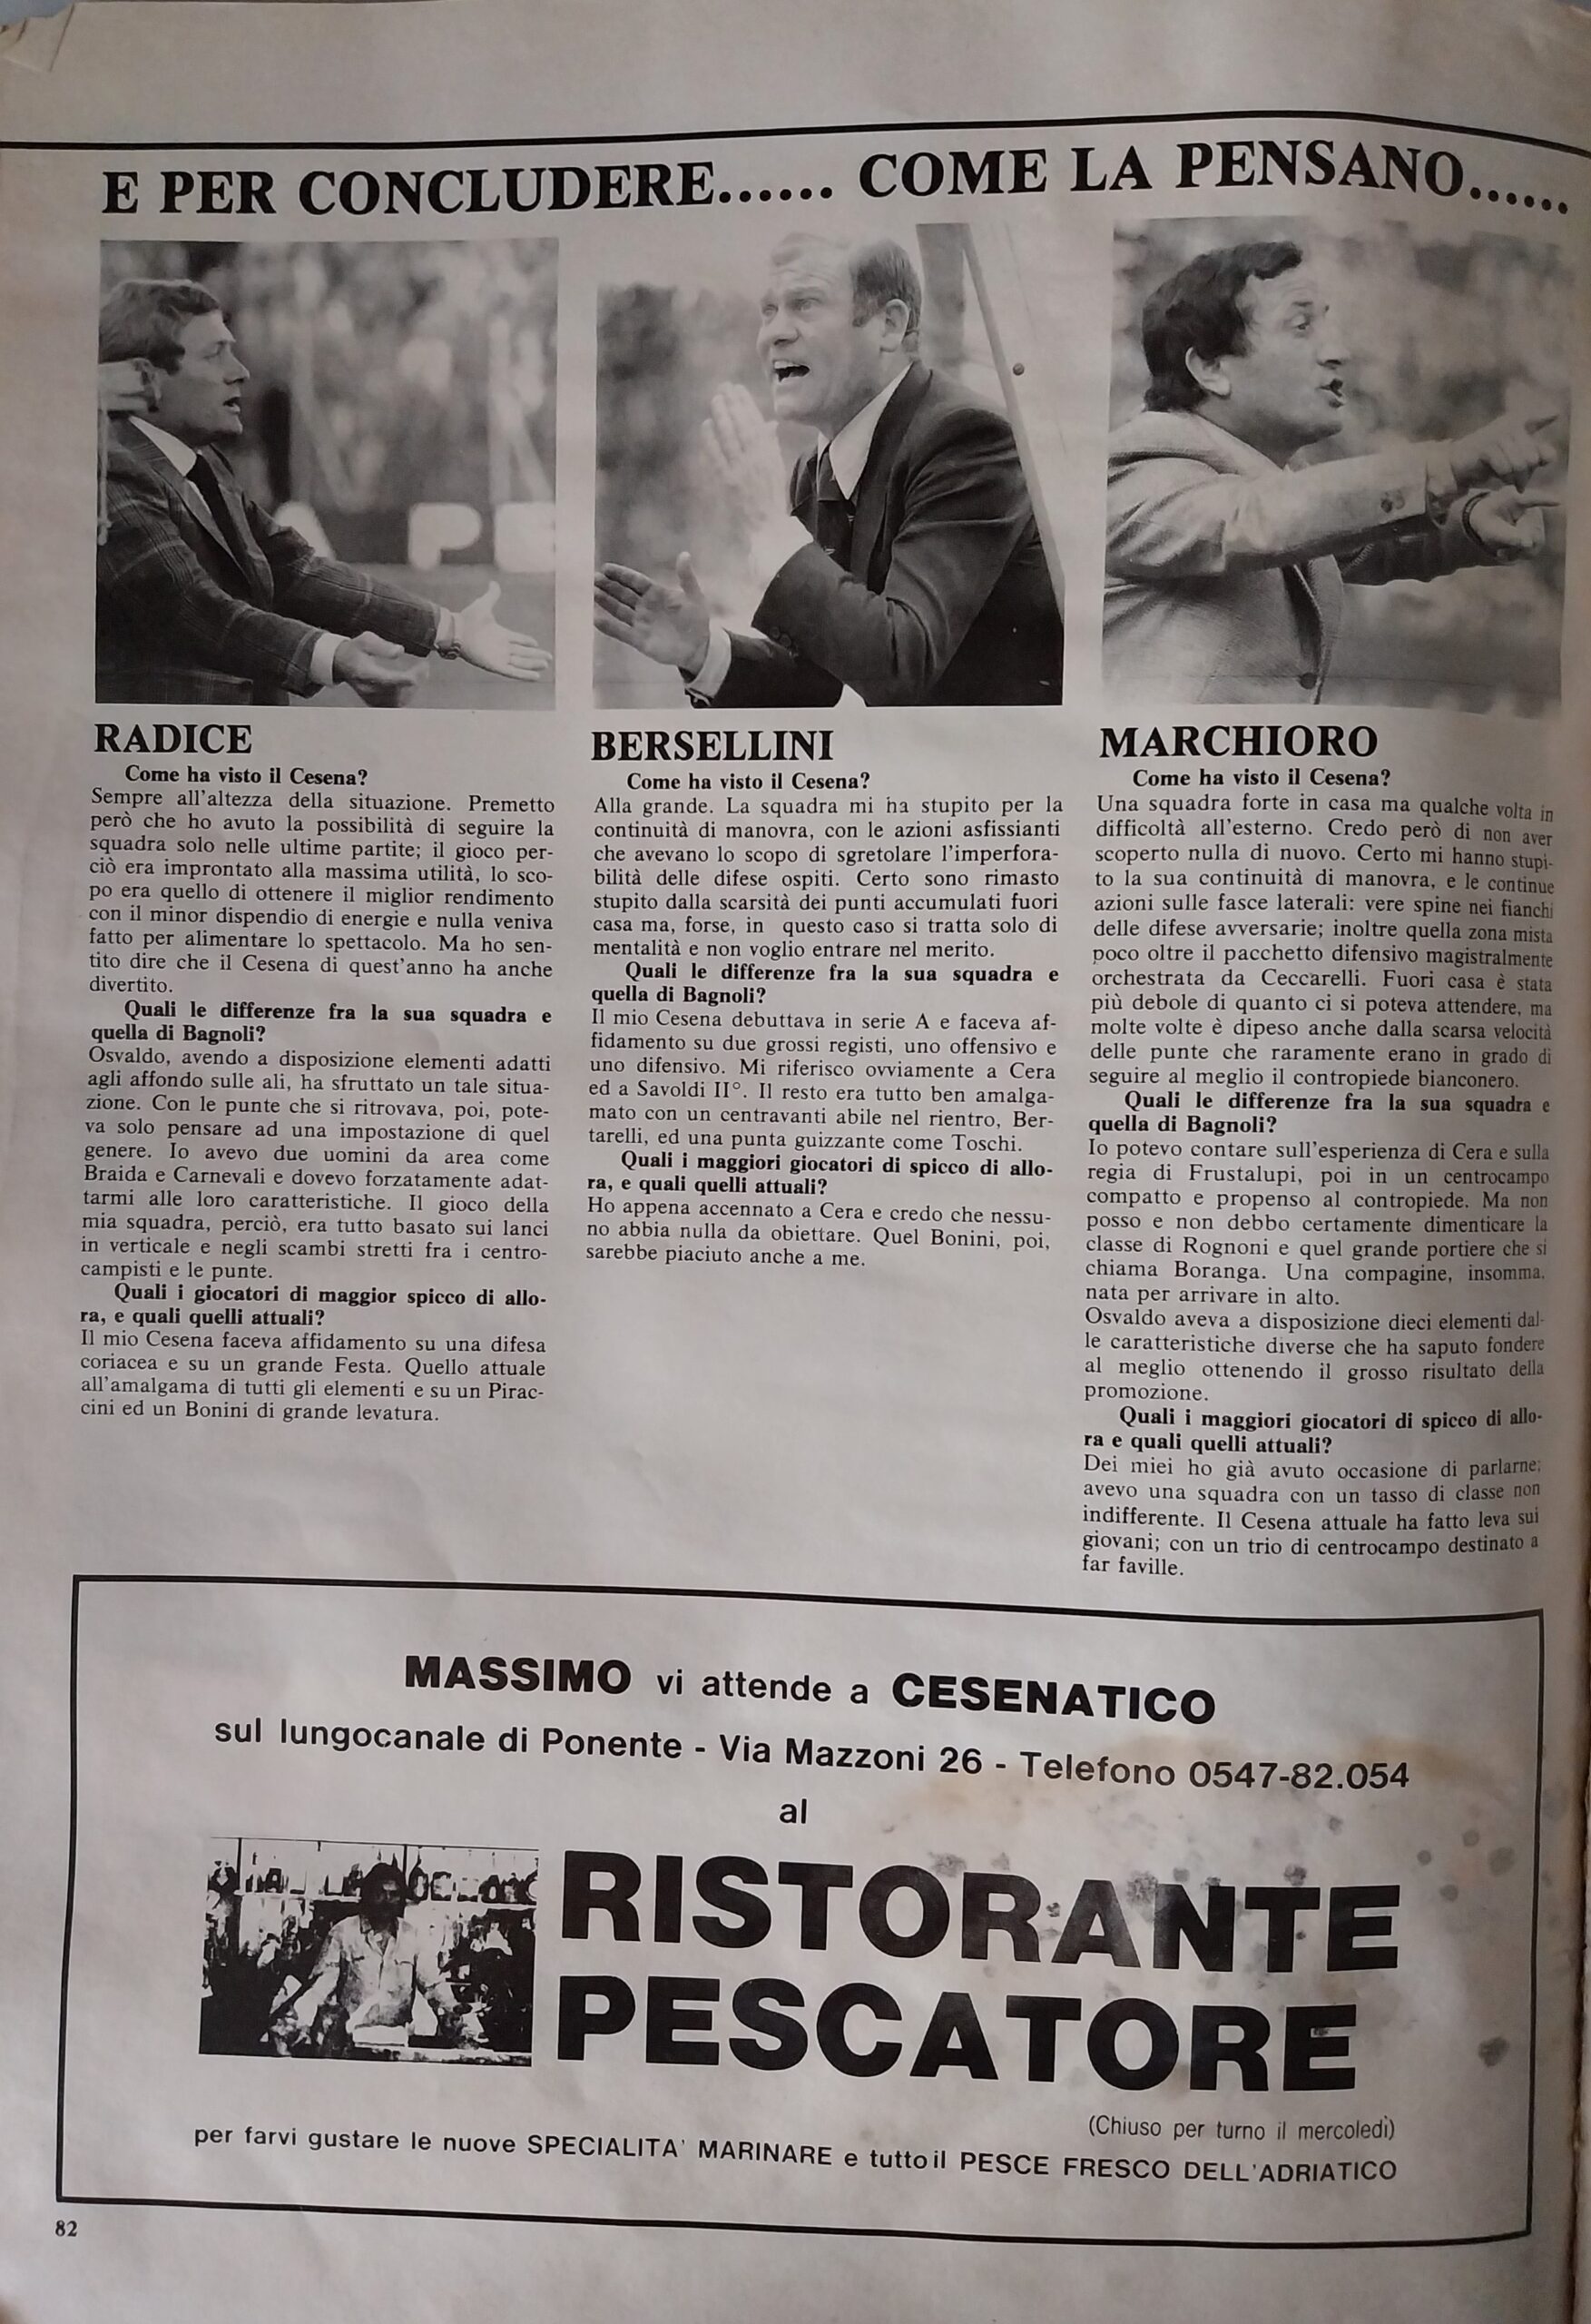 E PER CONCLUDERE...... COME LA PENSANO......
RADICE
Come ha visto il Cesena?
Sempre all'altezza della situazione. Premetto
però che ho avuto la possibilità di seguire la
squadra solo nelle ultime partite; il gioco per-
ciò era improntato alla massima utilità, lo sco-
po era quello di ottenere il miglior rendimento
con il minor dispendio di energie e nulla veniva
fatto per alimentare lo spettacolo. Ma ho sen-
tito dire che il Cesena di quest'anno ha anche
divertito.
Quali le differenze fra la sua squadra e
quella di Bagnoli?
Osvaldo, avendo a disposizione elementi adatti
agli affondo sulle ali, ha sfruttato un tale situa-
zione. Con le punte che si ritrovava, poi, pote-
va solo pensare ad una impostazione di quel
genere. Io avevo due uomini da area come
Braida e Carnevali e dovevo forzatamente adat-
tarmi alle loro caratteristiche. Il gioco della
mia squadra, perciò, era tutto basato sui lanci
in verticale e negli scambi stretti fra i centro-
campisti e le punte.
Quali i giocatori di maggior spicco di allo-
ra, e quali quelli attuali?
Il mio Cesena faceva affidamento su una difesa
coriacea e su un grande Festa. Quello attuale
all'amalgama di tutti gli elementi e su un Pirac-
cini ed un Bonini di grande levatura.
BERSELLINI
Come ha visto il Cesena?
Alla grande. La squadra mi ha stupito per la
continuità di manovra, con le azioni asfissianti
che avevano lo scopo di sgretolare l'imperfora-
bilità delle difese ospiti. Certo sono rimasto
stupito dalla scarsità dei punti accumulati fuori
casa ma, forse, in questo caso si tratta solo di
mentalità e non voglio entrare nel merito.
Quali le differenze fra la sua squadra e
quella di Bagnoli?
Il mio Cesena debuttava in serie A e faceva af-
fidamento su due grossi registi, uno offensivo e
uno difensivo. Mi riferisco ovviamente a Cera
ed a Savoldi II°. Il resto era tutto ben amalga-
mato con un centravanti abile nel rientro, Ber-
tarelli, ed una punta guizzante come Toschi.
Quali i maggiori giocatori di spicco di allo-
ra, e quali quelli attuali?
Ho appena accennato a Cera e credo che nessu-
no abbia nulla da obiettare. Quel Bonini, poi,
sarebbe piaciuto anche a me.
MARCHIORO
Come ha visto il Cesena?
Una squadra forte in casa ma qualche volta in
difficoltà all'esterno. Credo però di non aver
scoperto nulla di nuovo. Certo mi hanno stupi-
to la sua continuità di manovra, e le continue
azioni sulle fasce laterali: vere spine nei fianchi
delle difese avversarie; inoltre quella zona mista
poco oltre il pacchetto difensivo magistralmente
orchestrata da Ceccarelli. Fuori casa è stata
più debole di quanto ci si poteva attendere, ma
molte volte è dipeso anche dalla scarsa velocità
delle punte che raramente erano in grado di
seguire al meglio il contropiede bianconero.
Quali le differenze fra la sua squadra e
quella di Bagnoli?
Io potevo contare sull'esperienza di Cera e sulla
regia di Frustalupi, poi in un centrocampo
compatto e propenso al contropiede. Ma non
posso e non debbo certamente dimenticare la
classe di Rognoni e quel grande portiere che si
chiama Boranga. Una compagine, insomma,
nata per arrivare in alto.
Osvaldo aveva a disposizione dieci elementi dal-
le caratteristiche diverse che ha saputo fondere
al meglio ottenendo il grosso risultato della
promozione.
Quali i maggiori giocatori di spicco di allo-
ra e quali quelli attuali?
Dei miei ho già avuto occasione di parlarne:
avevo una squadra con un tasso di classe non
indifferente. Il Cesena attuale ha fatto leva sui
giovani; con un trio di centrocampo destinato a
far faville.
MASSIMO vi attende a CESENATICO
sul lungocanale di Ponente - Via Mazzoni 26 - Telefono 0547-82.054
al
RISTORANTE
PESCATORE
(Chiuso per turno il mercoledì)
per farvi gustare le nuove SPECIALITA' MARINARE e tutto il PESCE FRESCO DELL'ADRIATICO
82